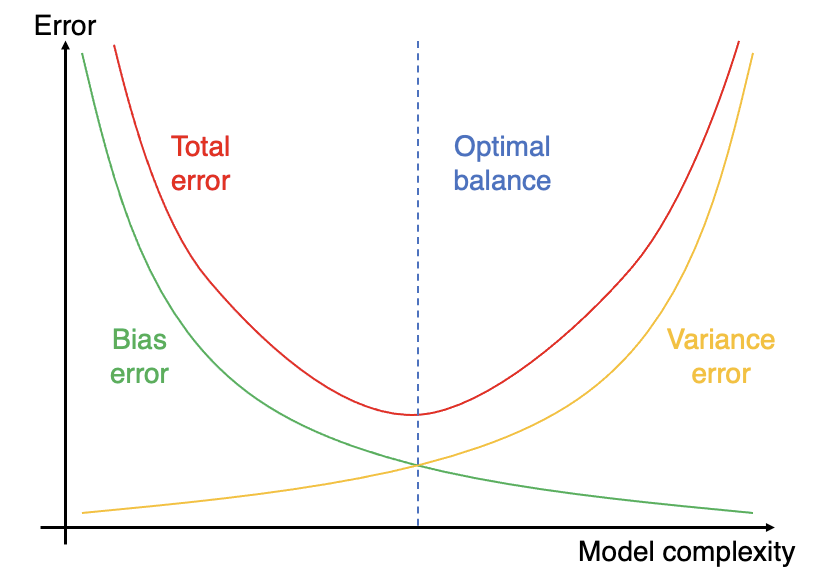 Error
Total
error
Optimal
balance
Bias
error
Variance
error
Model complexity